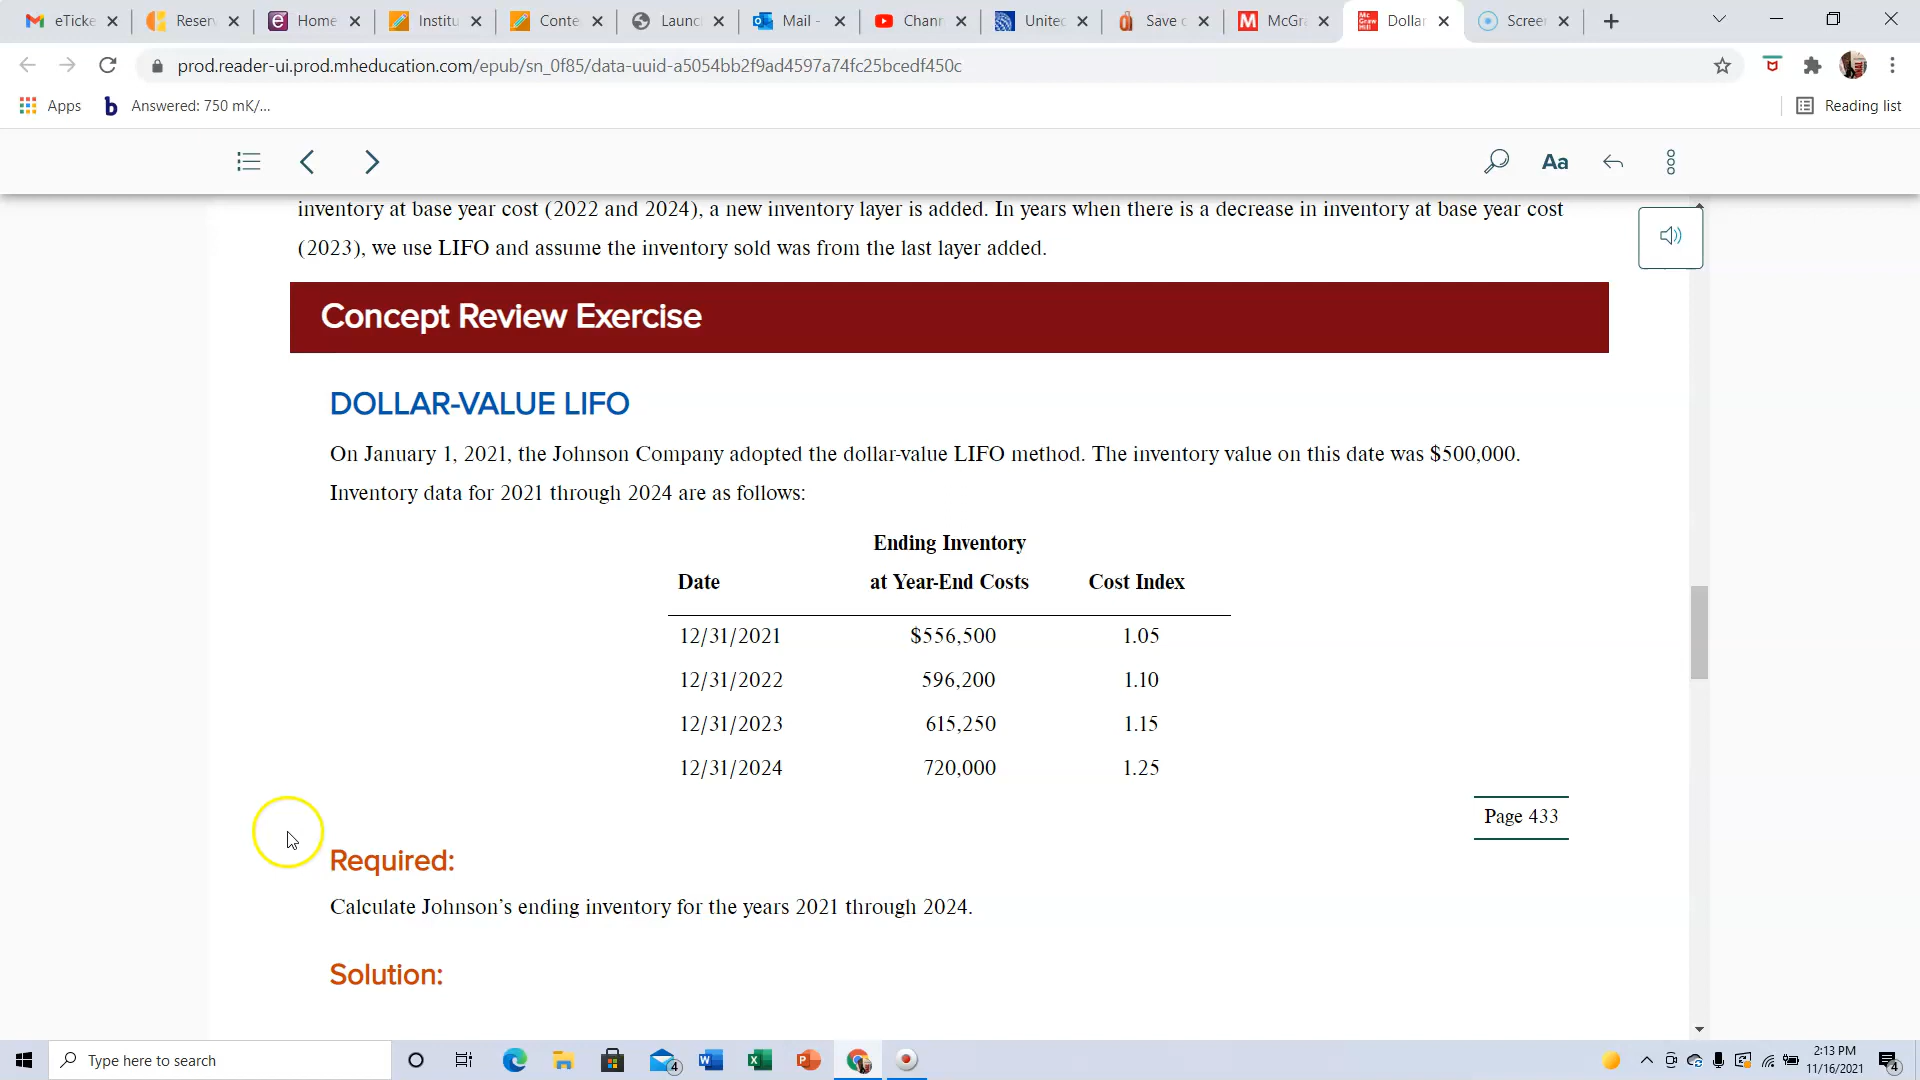 eTicke
Reser
Home
Institu
Conte
Launc
Mail -
Chann
Unitec
Save c
McGra
Dollar
Screen
prod.reader-ui.prod.mheducation.com/epub/sn_0f85/data-uuid-a5054bb2f9ad4597a74fc25bcedf450c
Apps
Answered: 750 mK/...
Reading list
Aa
inventory at base year cost (2022 and 2024), a new inventory layer is added. In years when there is a decrease in inventory at base year cost
(2023), we use LIFO and assume the inventory sold was from the last layer added.
Concept Review Exercise
DOLLAR-VALUE LIFO
On January 1, 2021, the Johnson Company adopted the dollar-value LIFO method. The inventory value on this date was $500,000.
Inventory data for 2021 through 2024 are as follows:
Ending Inventory
Date at Year-End Costs Cost Index
12/31/2021 $556,500 1.05
12/31/2022 596,200 1.10
12/31/2023 615,250 1.15
12/31/2024 720,000 1.25
Page 433
Required:
Calculate Johnson's ending inventory for the years 2021 through 2024.
Solution:
Type here to search
4
2:13 PM
11/16/2021
4